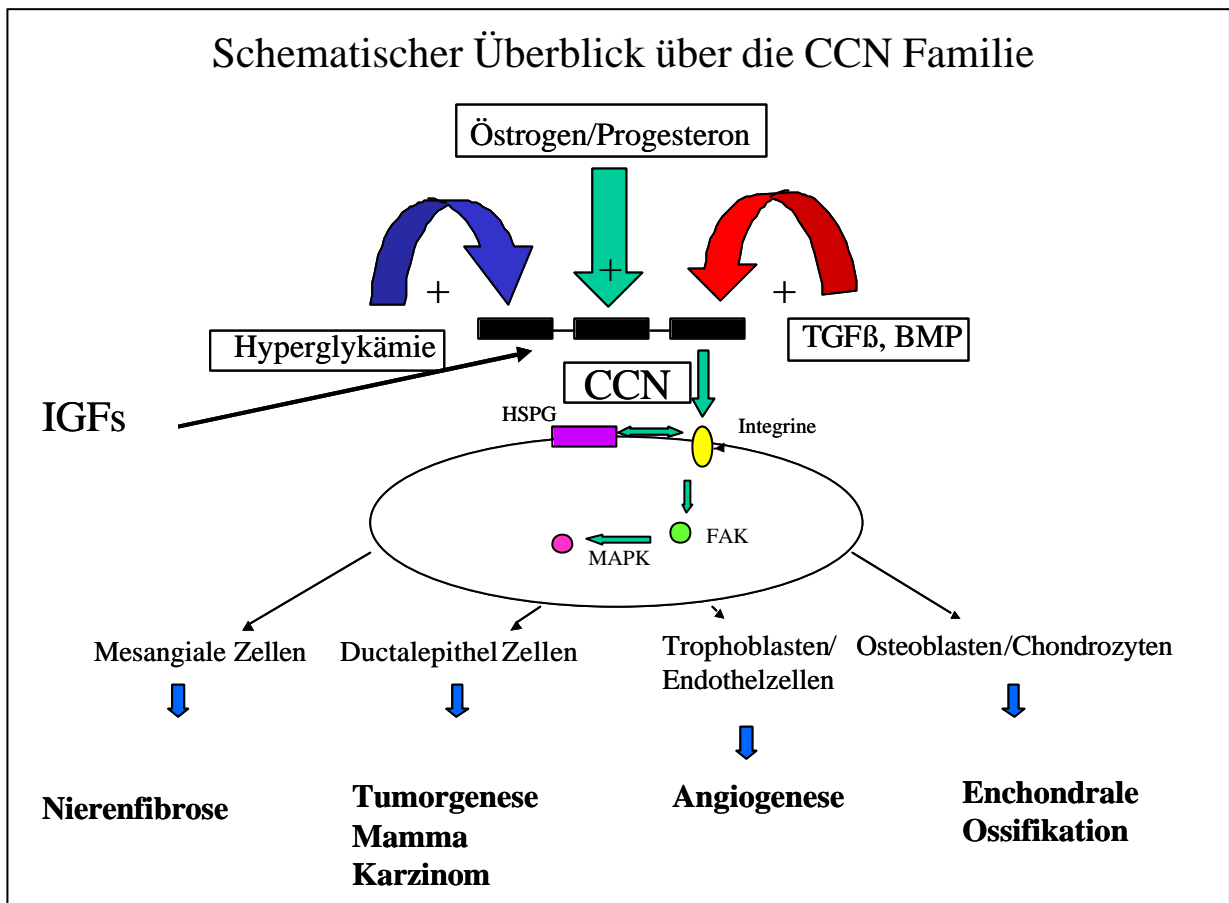 Schematischer Überblick über die CCN Familie
Östrogen/Progesteron
+
+
+
Hyperglykämie
TGFß, BMP
IGFs
CCN
HSPG
Integrine
FAK
MAPK
Mesangiale Zellen
Ductalepithel Zellen
Trophoblasten/
Endothelzellen
Osteoblasten/Chondrozyten
Nierenfibrose
Tumorgenese
Mamma
Karzinom
Angiogenese
Enchondrale
Ossifikation